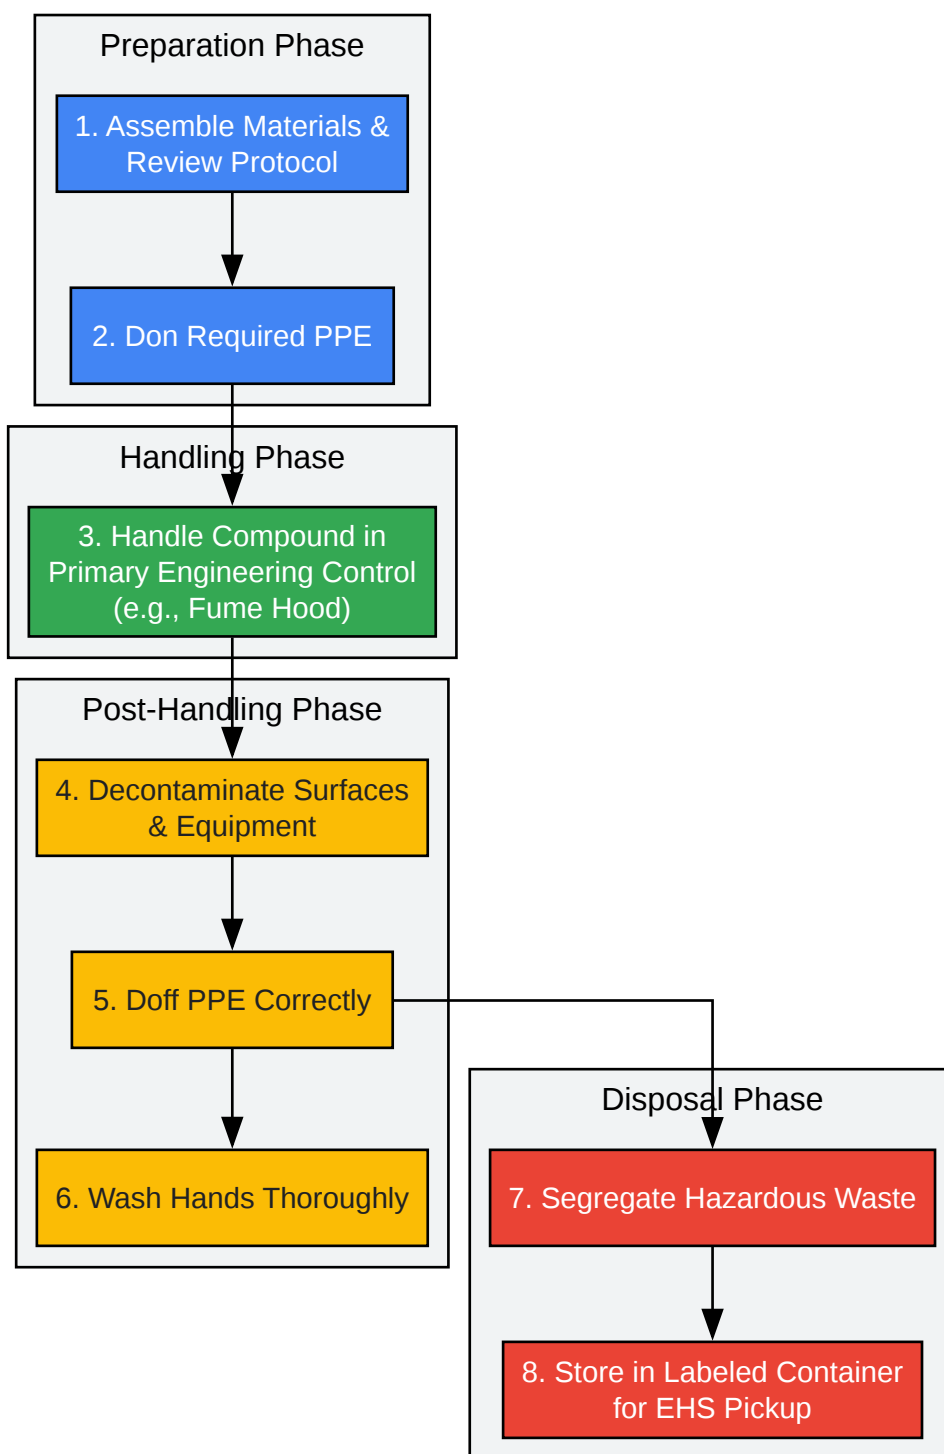 Preparation Phase
1. Assemble Materials &
Review Protocol
2. Don Required PPE
Handling Phase
3. Handle Compound in
Primary Engineering Control
(e.g., Fume Hood)
Post-Handling Phase
4. Decontaminate Surfaces
& Equipment
5. Doff PPE Correctly
6. Wash Hands Thoroughly
Disposal Phase
7. Segregate Hazardous Waste
8. Store in Labeled Container
for EHS Pickup